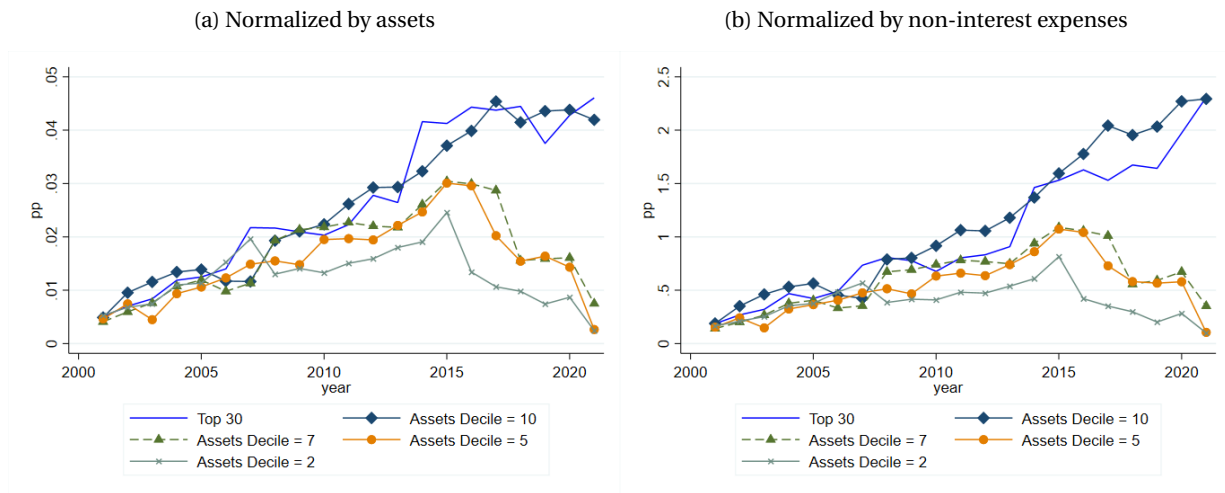 (a) Normalized by assets
.05
.04
.03
.02
.01
0
pp
2000 2005 2010 2015 2020
year
Top 30 Assets Decile = 10
Assets Decile = 7 Assets Decile = 5
Assets Decile = 2
(b) Normalized by non-interest expenses
2.5
2
1.5
1
.5
0
pp
2000 2005 2010 2015 2020
year
Top 30 Assets Decile = 10
Assets Decile = 7 Assets Decile = 5
Assets Decile = 2